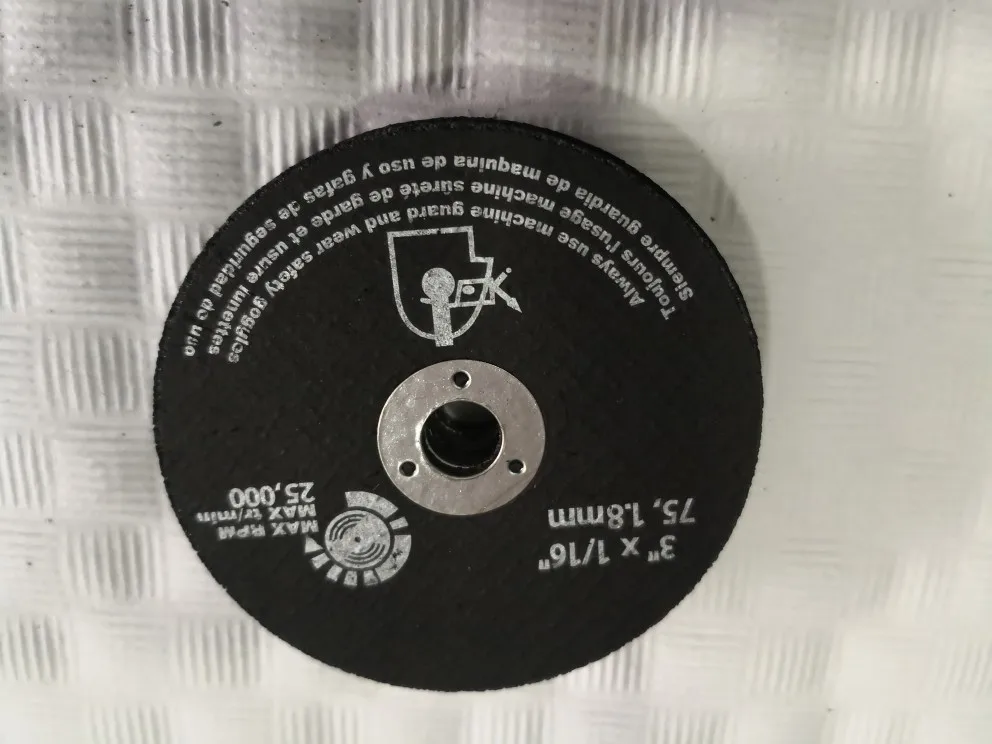 3" x 1/16"
75, 1.8mm
MAX RPM
MAX tr/min
25,000
Always use machine guard and wear safety goggles
Toujours l'usage machine sûreté de garde et usure lunettes
Siempre guardia de maquina de uso y gafas de seguridad do uso